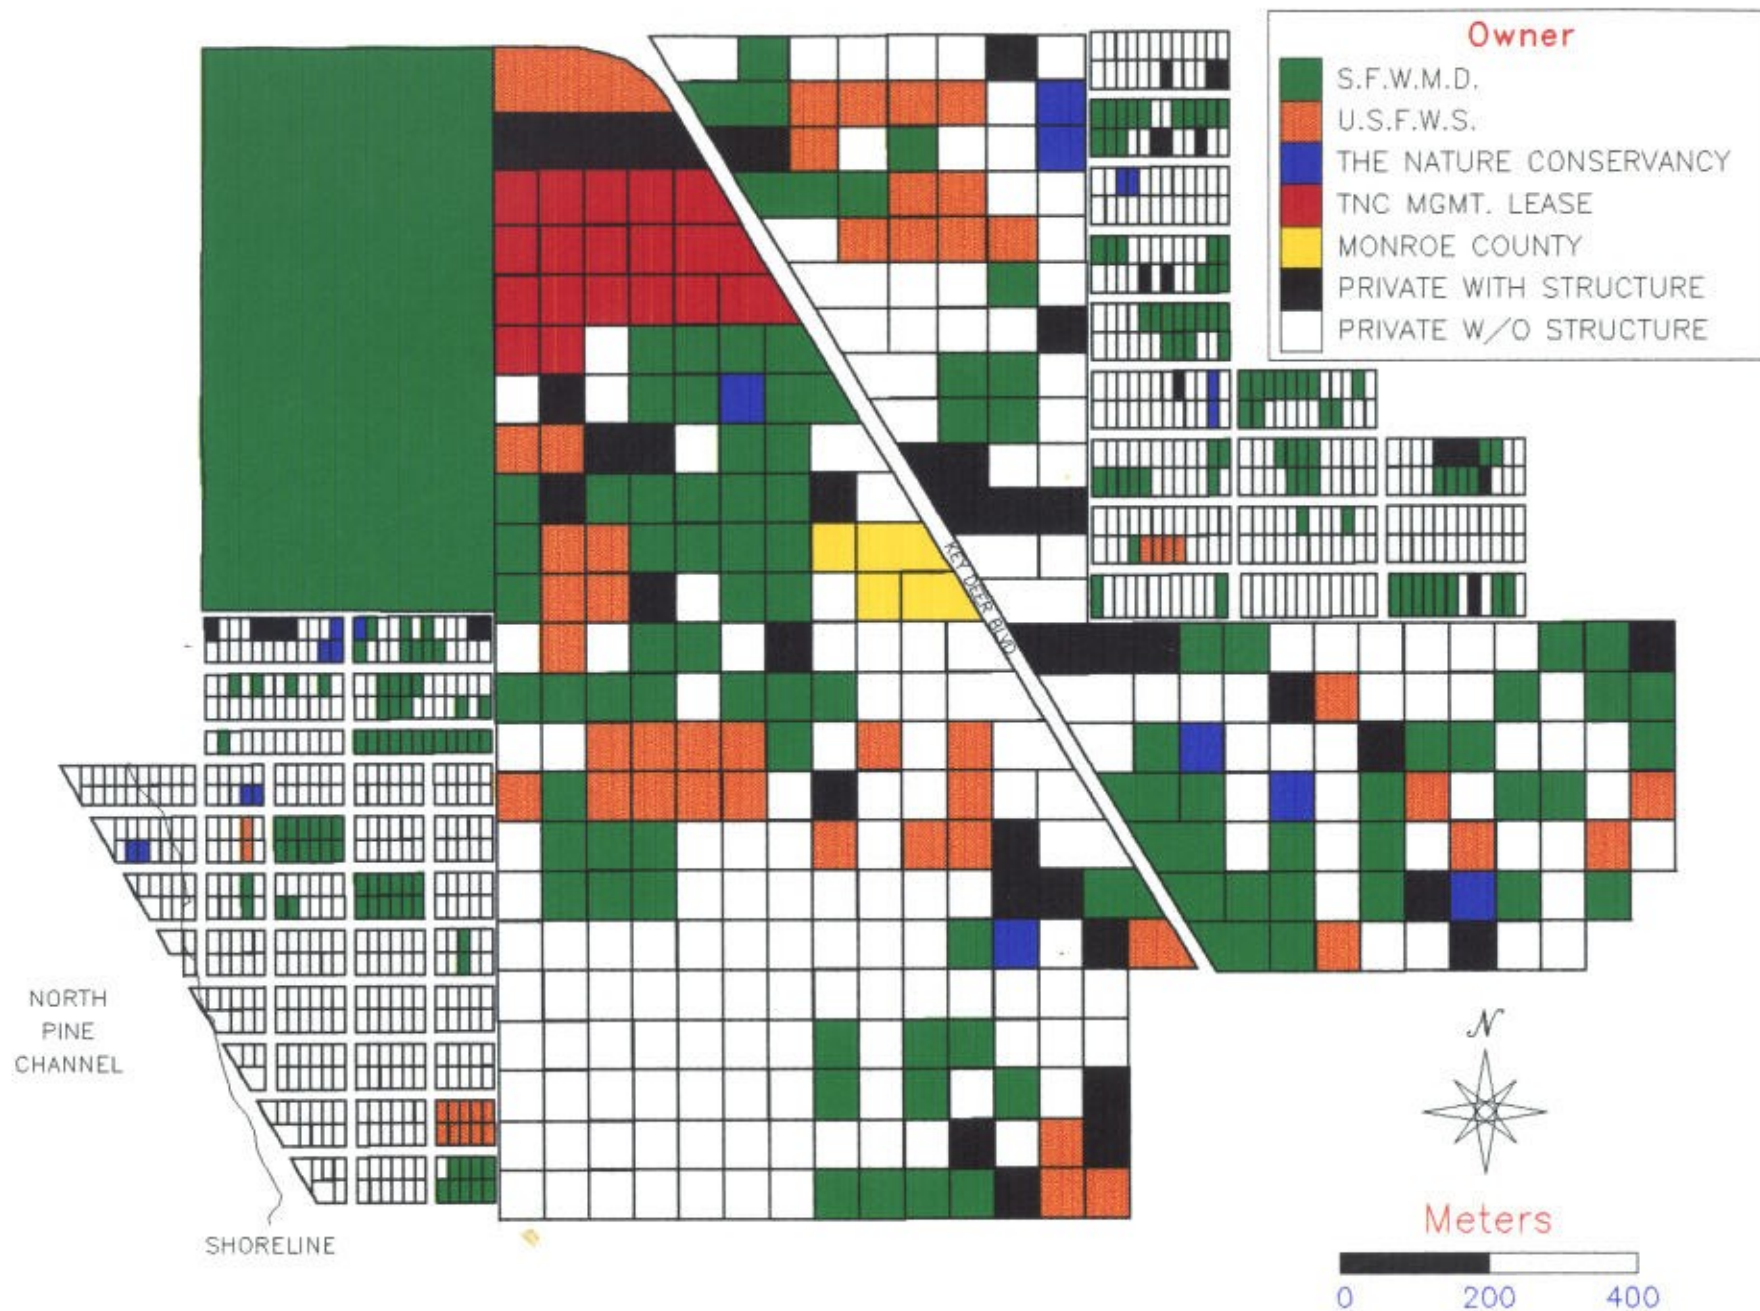 Owner
S.F.W.M.D.
U.S.F.W.S.
THE NATURE CONSERVANCY
TNC MGMT. LEASE
MONROE COUNTY
PRIVATE WITH STRUCTURE
PRIVATE W/O STRUCTURE
KEY DEER BLVD.
NORTH
PINE
CHANNEL
SHORELINE
N
Meters
0 200 400